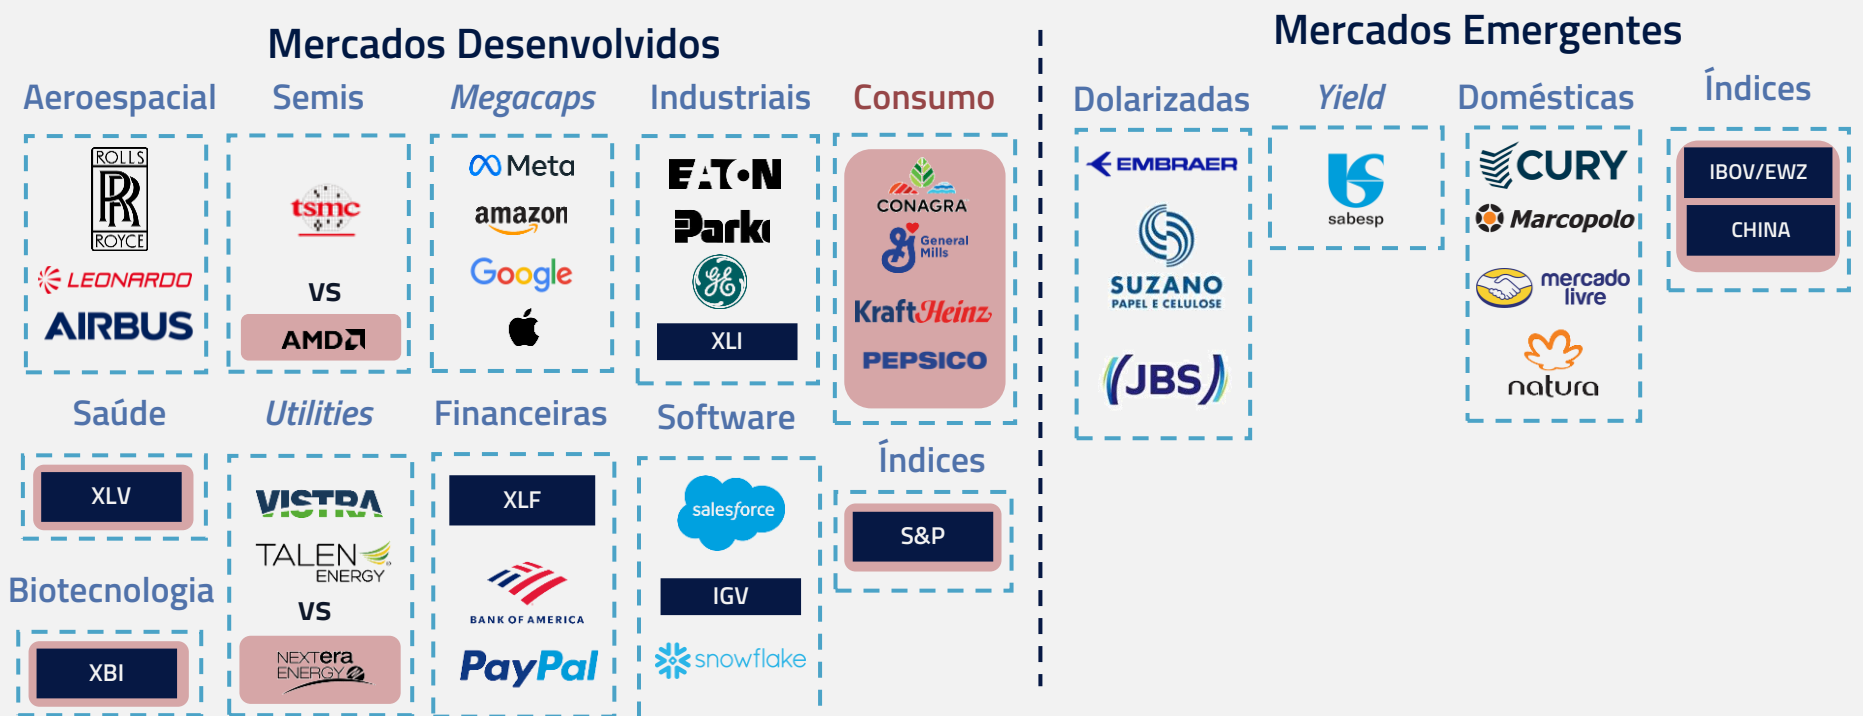 Mercados Desenvolvidos
Aeroespacial
ROLLS
RR
ROYCE
LEONARDO
AIRBUS
Semis
tsmc
VS
AMD
Megacaps
Meta
amazon
Google
Industriais
EATON
Park
GE
XLI
Consumo
CONAGRA
General
Mills
KraftHeinz
PEPSICO
Saúde
XLV
Biotecnologia
XBI
Utilities
VISTRA
TALEN
ENERGY
VS
NEXTera
ENERGY
Financeiras
XLF
BANK OF AMERICA
PayPal
Software
salesforce
IGV
snowflake
Índices
S&P
Mercados Emergentes
Dolarizadas
EMBRAER
SUZANO
PAPEL E CELULOSE
JBS
Yield
sabesp
Domésticas
CURY
Marcopolo
mercado
livre
natura
Índices
IBOV/EWZ
CHINA